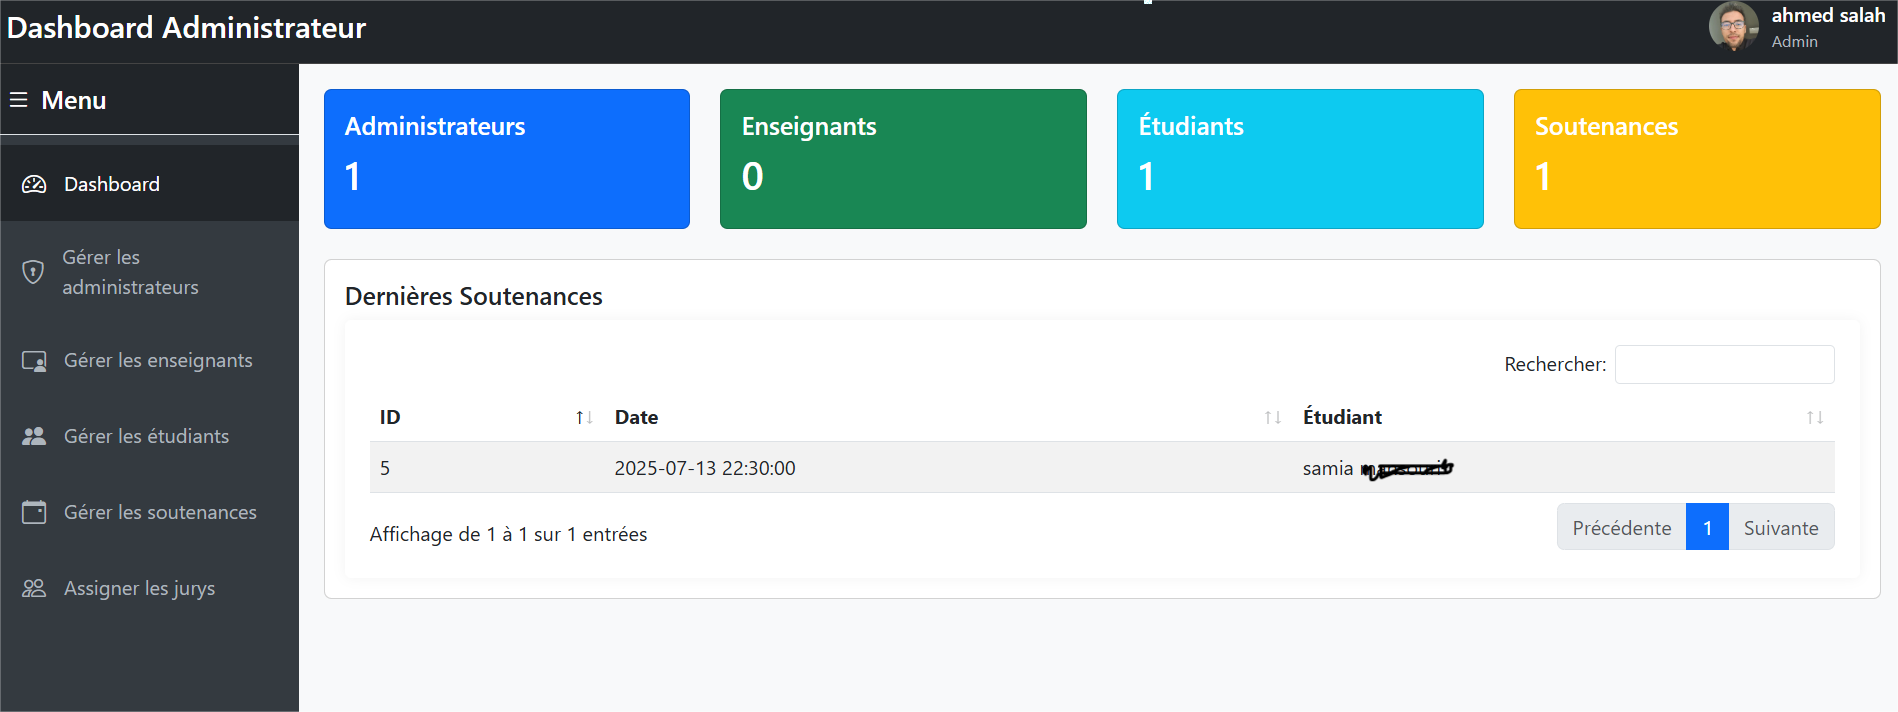 Dashboard Administrateur
ahmed salah
Admin
Menu
Dashboard
Gérer les
administrateurs
Gérer les enseignants
Gérer les étudiants
Gérer les soutenances
Assigner les jurys
Administrateurs
1
Enseignants
0
Étudiants
1
Soutenances
1
Dernières Soutenances
Rechercher:
ID Date Étudiant
5 2025-07-13 22:30:00 samia
Affichage de 1 à 1 sur 1 entrées
Précédente 1 Suivante